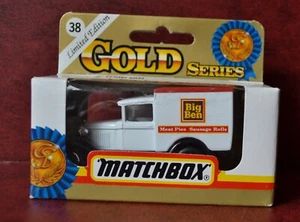 38
Limited Edition
GOLD
SERIES
Big
Ben
Meat Pies Sausage Rolls
MATCHBOX